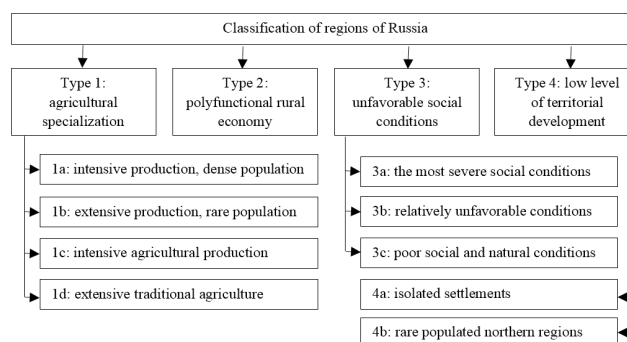 Classification of regions of Russia
Type 1:
agricultural
specialization
Type 2:
polyfunctional rural
economy
Type 3:
unfavorable social
conditions
Type 4: low level
of territorial
development
1a: intensive production, dense population
1b: extensive production, rare population
1c: intensive agricultural production
1d: extensive traditional agriculture
3a: the most severe social conditions
3b: relatively unfavorable conditions
3c: poor social and natural conditions
4a: isolated settlements
4b: rare populated northern regions